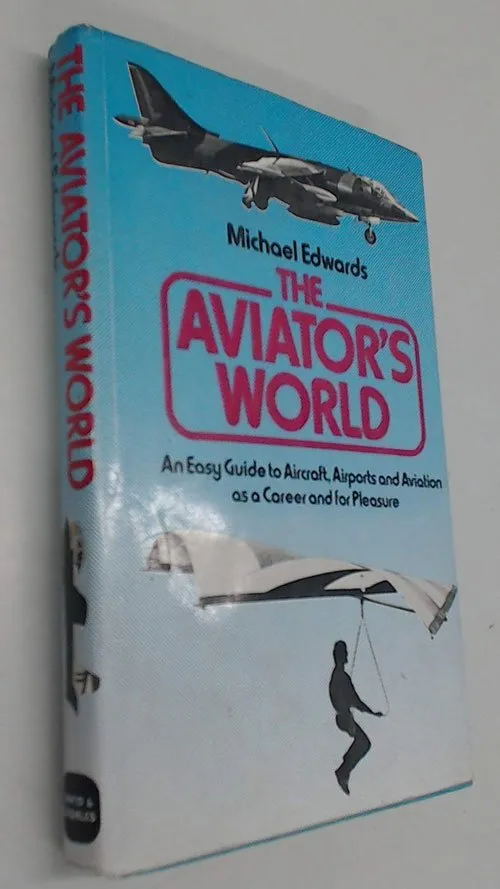 THE AVIATOR'S WORLD
Michael Edwards
THE
AVIATOR'S
WORLD
An Easy Guide to Aircraft, Airports and Aviation
as a Career and for Pleasure